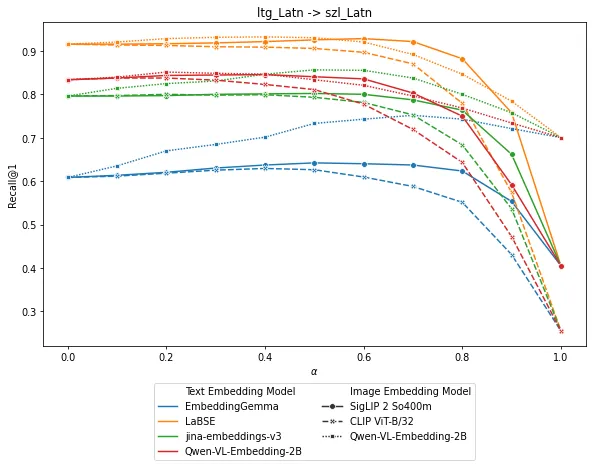 ltg_Latn -> szl_Latn
Recall@1
0.9
0.8
0.7
0.6
0.5
0.4
0.3
0.0
0.2
0.4
0.6
0.8
1.0
α
Text Embedding Model
EmbeddingGemma
LaBSE
jina-embeddings-v3
Qwen-VL-Embedding-2B
Image Embedding Model
SigLIP 2 So400m
CLIP ViT-B/32
Qwen-VL-Embedding-2B